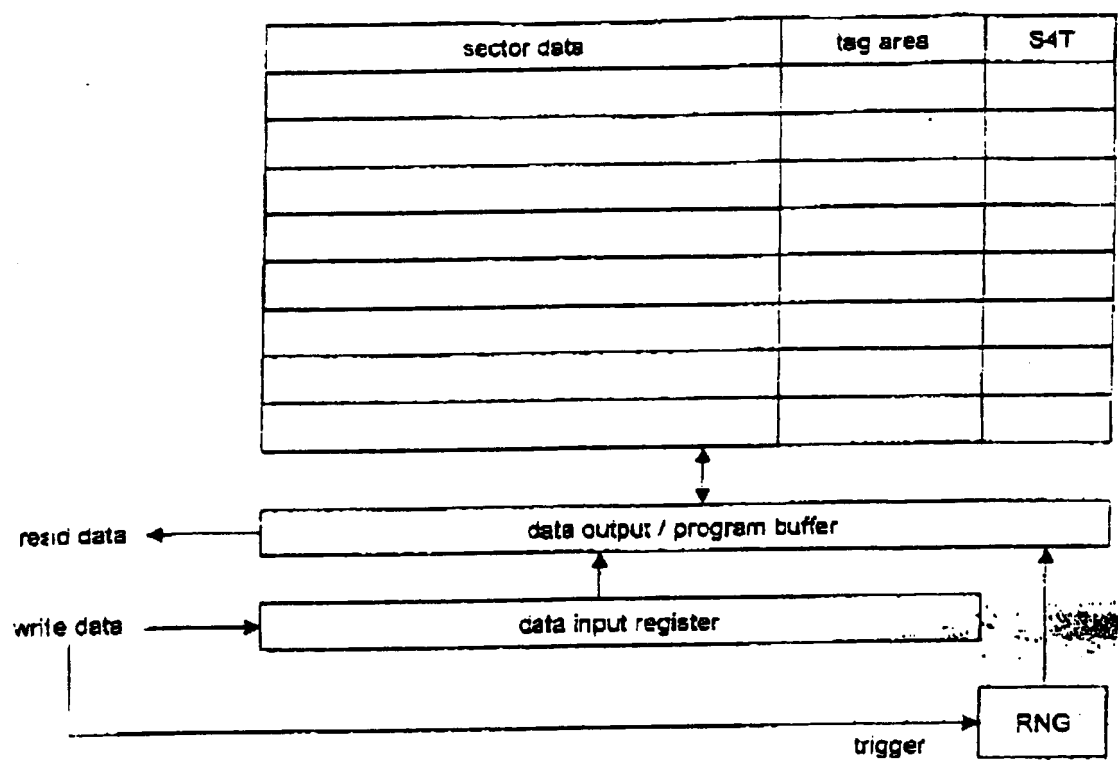 sector data tag area S4T
data output / program buffer
read data
data input register
write data
RNG
trigger